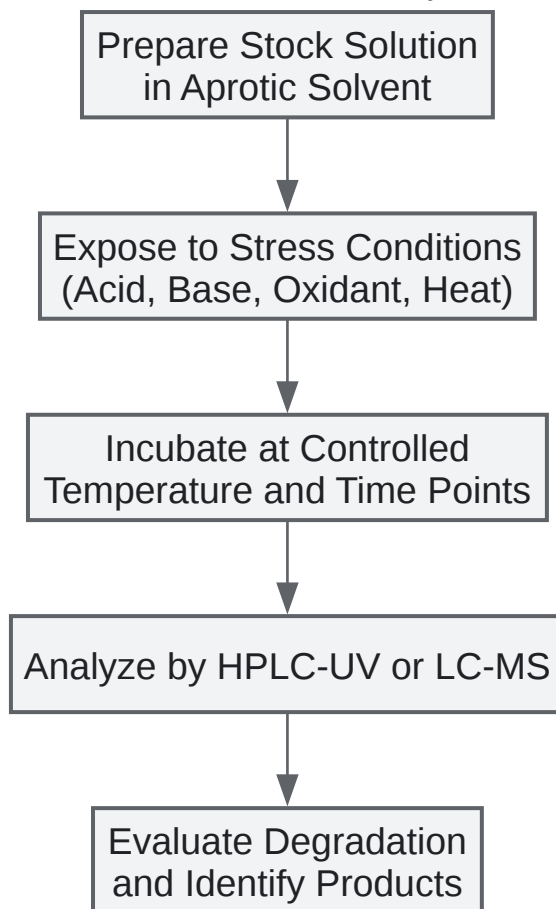 Prepare Stock Solution
in Aprotic Solvent
Expose to Stress Conditions
(Acid, Base, Oxidant, Heat)
Incubate at Controlled
Temperature and Time Points
Analyze by HPLC-UV or LC-MS
Evaluate Degradation
and Identify Products